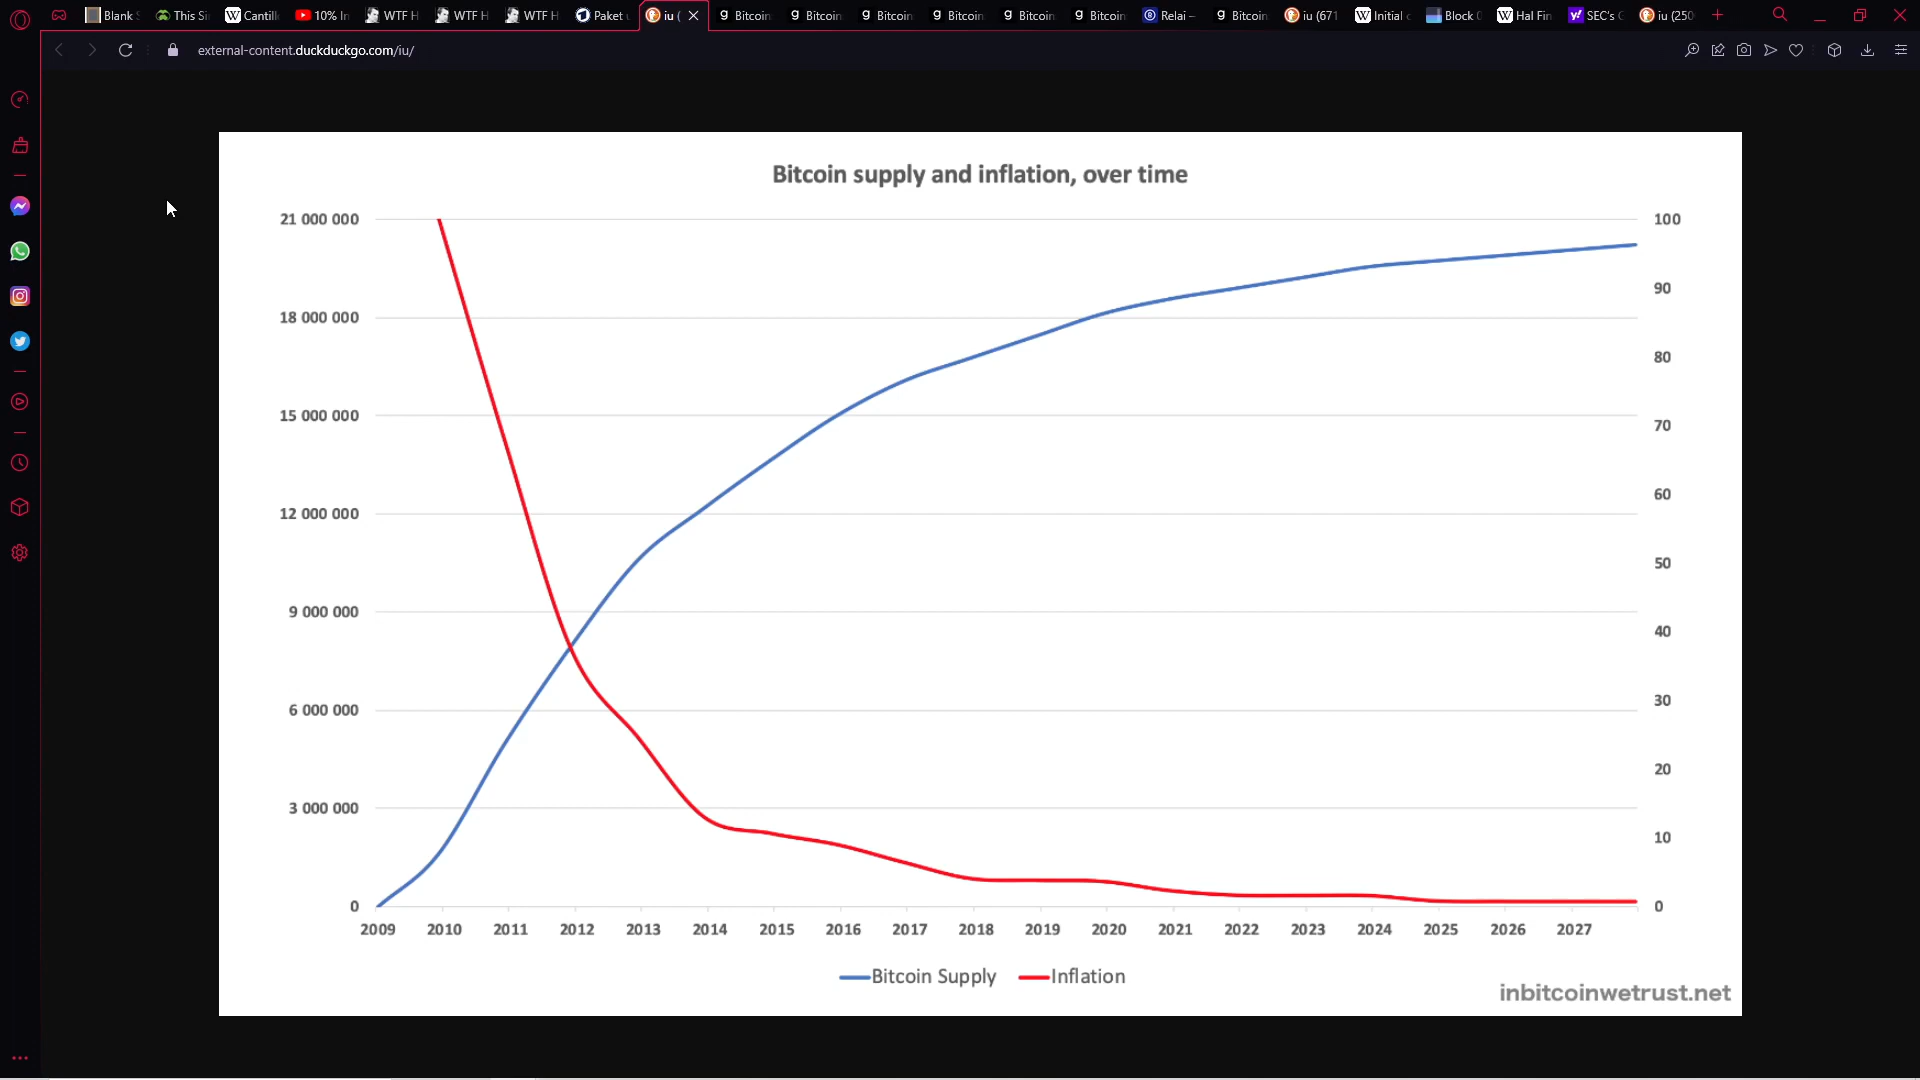 Blank
This Si
Cantill
10% In
WTF H
WTF H
WTF H
Paket
iu (
Bitcoin
Bitcoin
Bitcoin
Bitcoin
Bitcoin
Bitcoin
Relai –
Bitcoin
iu (671
Initial
Block
Hal Fin
SEC's
iu (250
external-content.duckduckgo.com/iu/
Bitcoin supply and inflation, over time
21 000 000
100
90
18 000 000
80
15 000 000
70
60
12 000 000
50
9 000 000
40
6 000 000
30
20
3 000 000
10
0
0
2009 2010 2011 2012 2013 2014 2015 2016 2017 2018 2019 2020 2021 2022 2023 2024 2025 2026 2027
Bitcoin Supply Inflation
inbitcoinwetrust.net